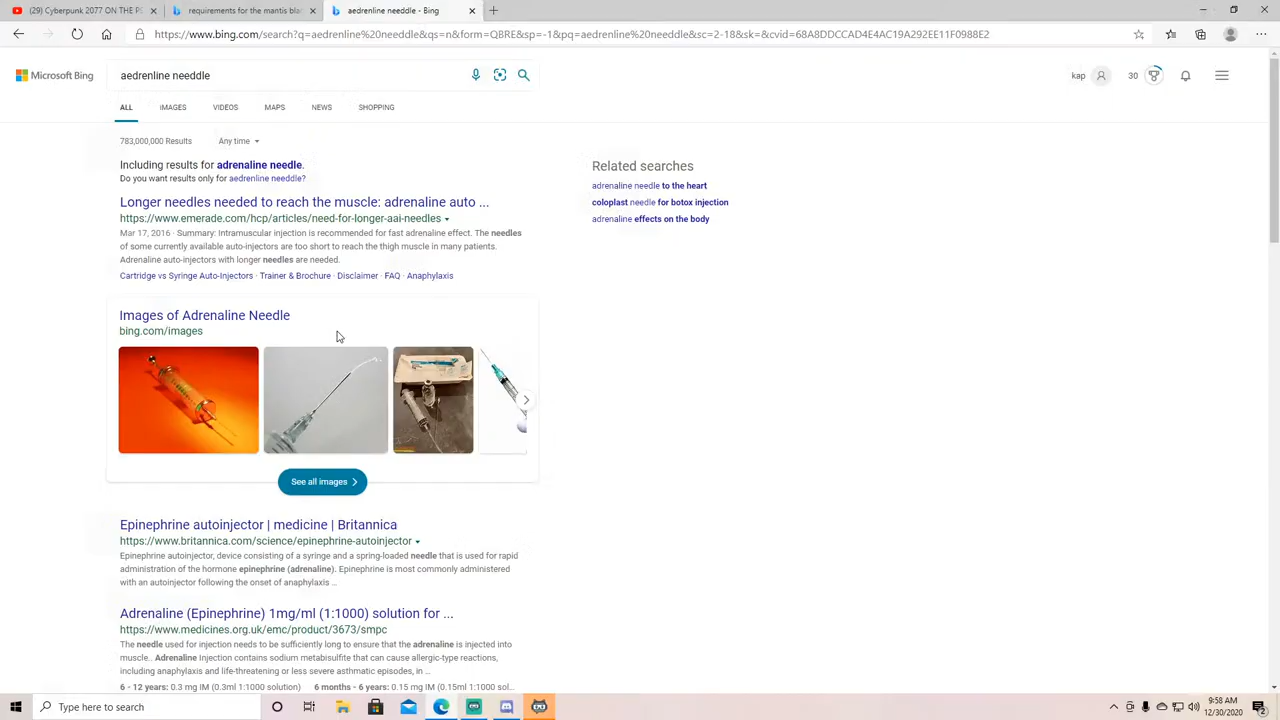 (29) Cyberpunk 2077 ON THE PS
requirements for the mantis blad
aedrenline needdle - Bing
https://www.bing.com/search?q=aedrenline%20needdle&qs=n&form=QBRE&sp=-1&pq=aedrenline%20needdle&sc=2-18&sk=&cvid=68A8DDCCAD4E4AC19A292EE11F0988E2
Microsoft Bing
aedrenline needdle
kap
30
ALL
IMAGES
VIDEOS
MAPS
NEWS
SHOPPING
783,000,000 Results
Any time
Including results for adrenaline needle.
Do you want results only for aedrenline needdle?
Longer needles needed to reach the muscle: adrenaline auto ...
https://www.emerade.com/hcp/articles/need-for-longer-aai-needles
Mar 17, 2016 · Summary: Intramuscular injection is recommended for fast adrenaline effect. The needles
of some currently available auto-injectors are too short to reach the thigh muscle in many patients.
Adrenaline auto-injectors with longer needles are needed.
Cartridge vs Syringe Auto-Injectors · Trainer & Brochure · Disclaimer · FAQ · Anaphylaxis
Images of Adrenaline Needle
bing.com/images
See all images
Epinephrine autoinjector | medicine | Britannica
https://www.britannica.com/science/epinephrine-autoinjector
Epinephrine autoinjector, device consisting of a syringe and a spring-loaded needle that is used for rapid
administration of the hormone epinephrine (adrenaline). Epinephrine is most commonly administered
with an autoinjector following the onset of anaphylaxis ...
Adrenaline (Epinephrine) 1mg/ml (1:1000) solution for ...
https://www.medicines.org.uk/emc/product/3673/smpc
The needle used for injection needs to be sufficiently long to ensure that the adrenaline is injected into
muscle.. Adrenaline Injection contains sodium metabisulfite that can cause allergic-type reactions,
including anaphylaxis and life-threatening or less severe asthmatic episodes, in ...
6 - 12 years: 0.3 mg IM (0.3ml 1:1000 solution)
6 months - 6 years: 0.15 mg IM (0.15ml 1:1000 sol...
Related searches
adrenaline needle to the heart
coloplast needle for botox injection
adrenaline effects on the body
Type here to search
9:58 AM
12/30/2020
2